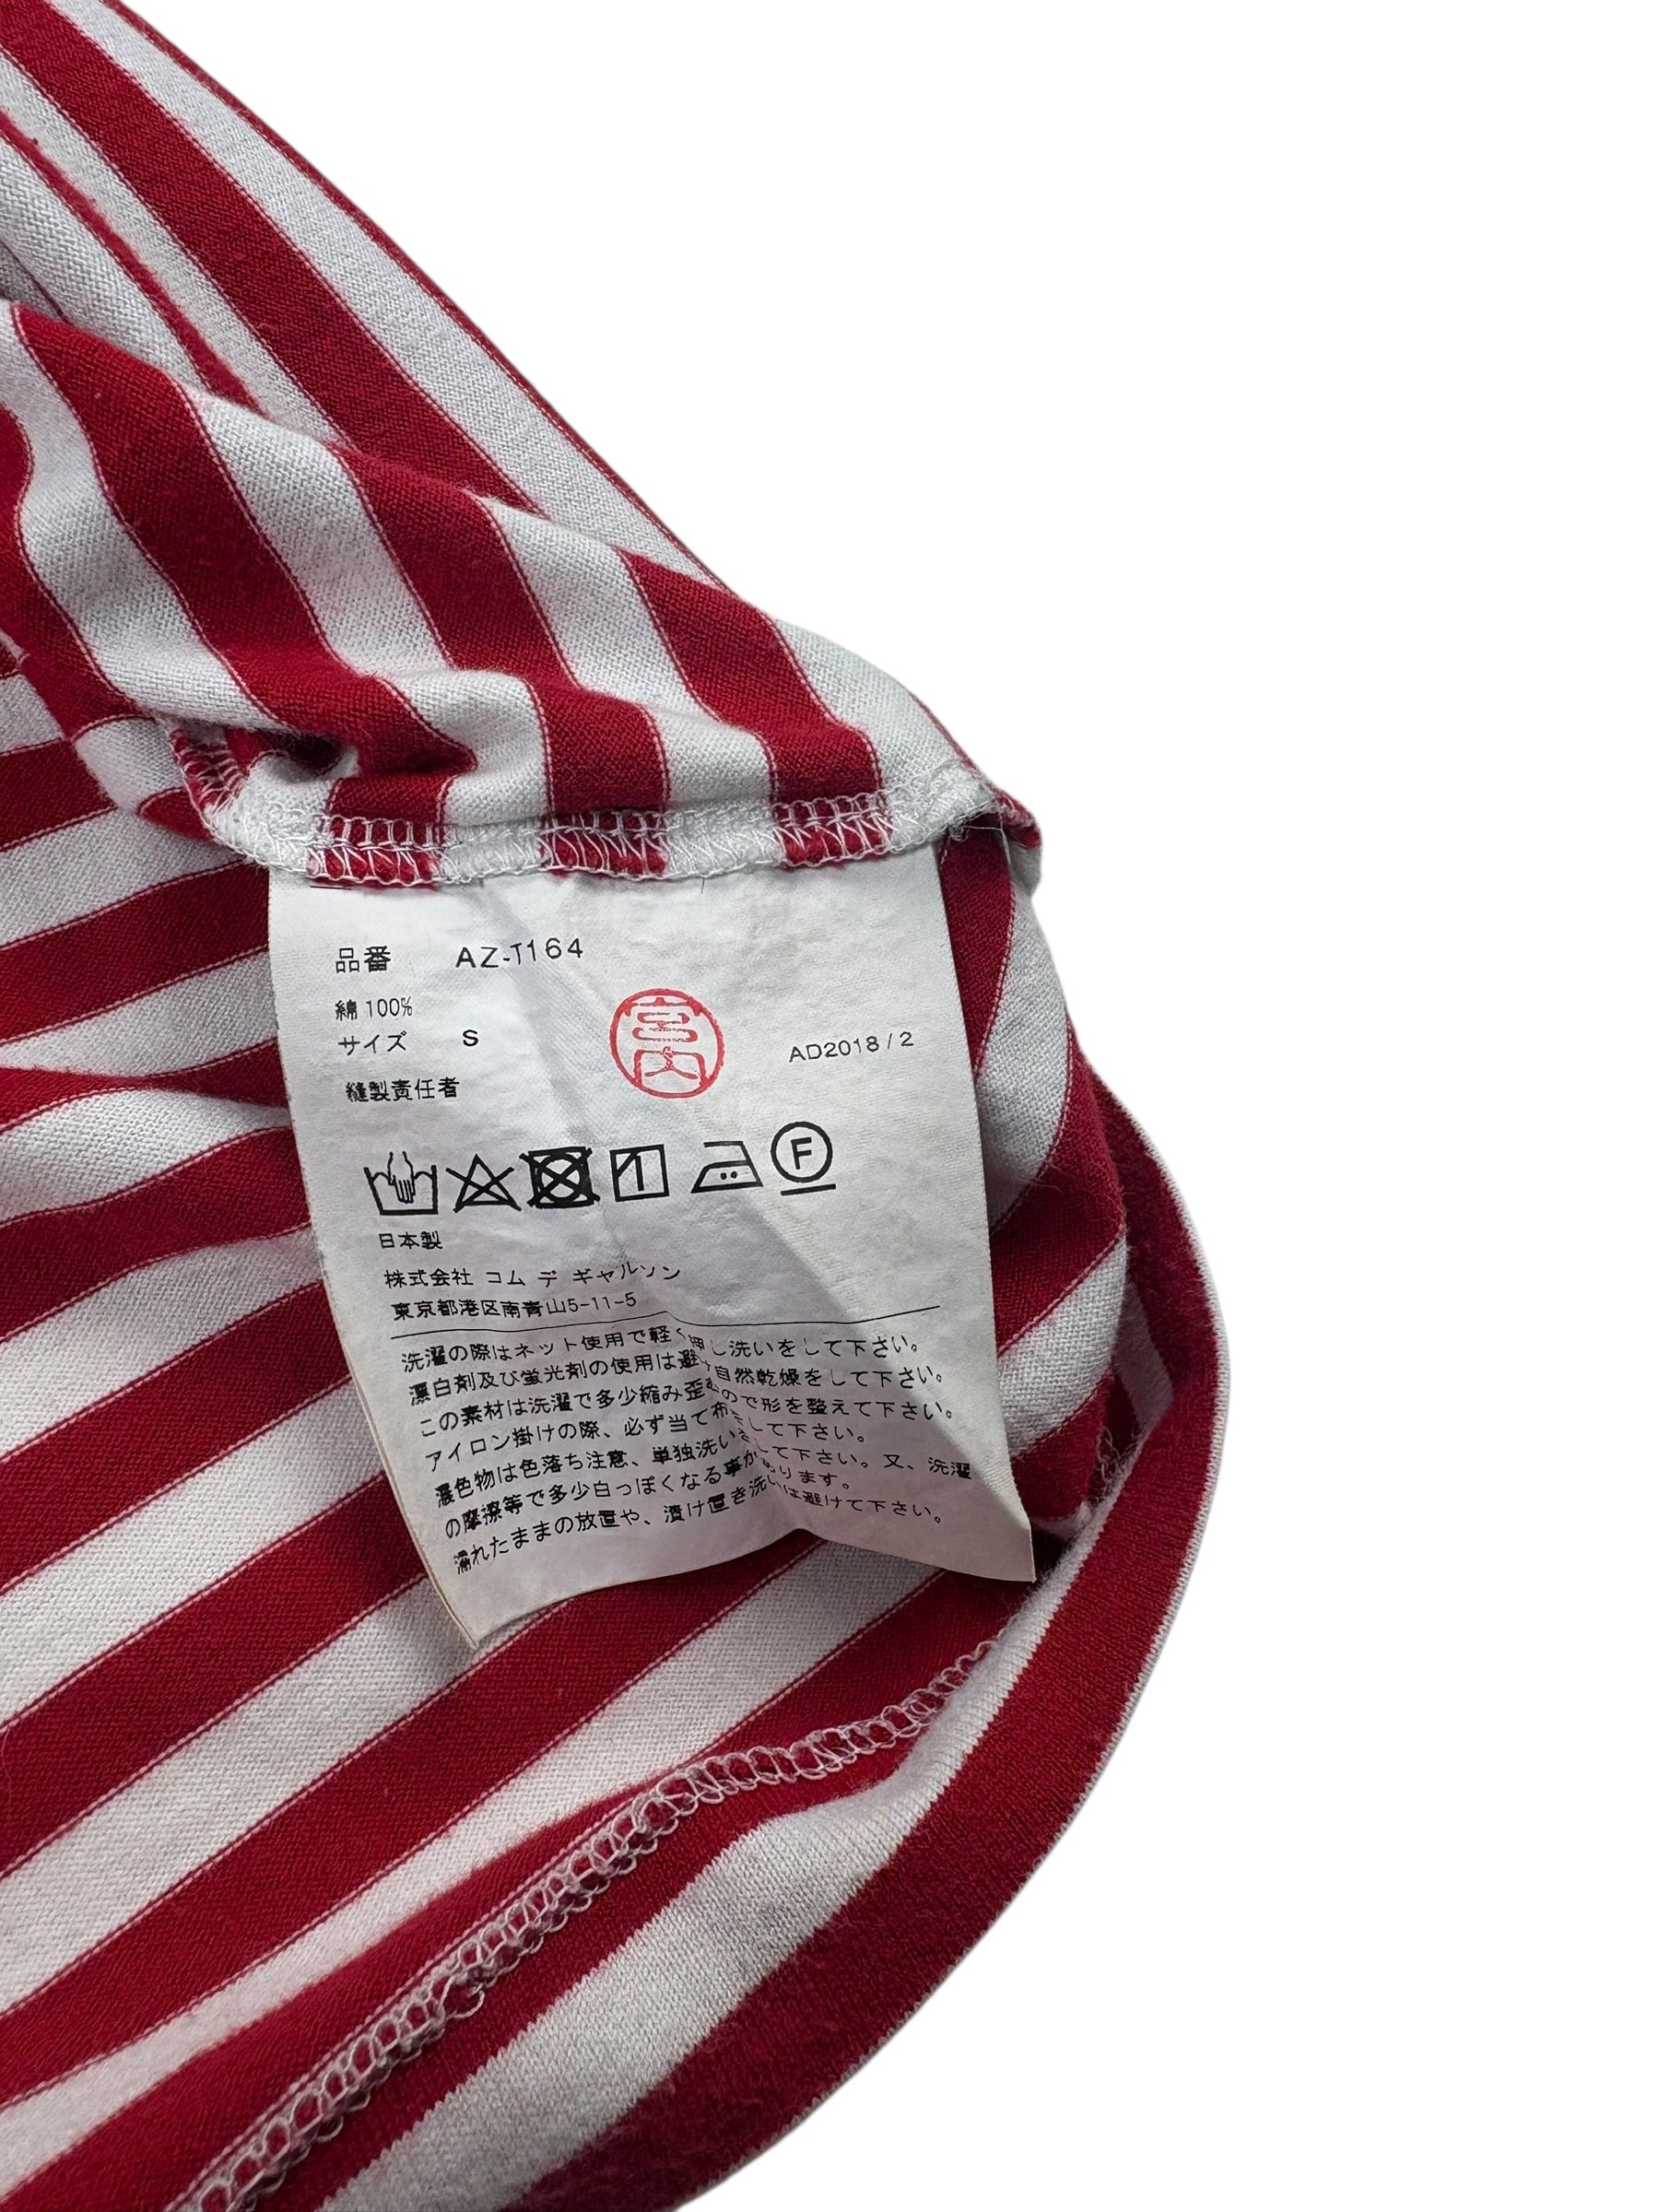 品番 AZ-T164
綿 100%
サイズ S
宮内
AD2018 / 2
縫製責任者
F
日本製
株式会社 コム デ ギャルソン
東京都港区南青山5-11-5
洗濯の際はネット使用で軽く押し洗いをして下さい。
漂白剤及び蛍光剤の使用は避け自然乾燥をして下さい。
この素材は洗濯で多少縮み歪むので形を整えて下さい。
アイロン掛けの際、必ず当て布をして下さい。
濃色物は色落ち注意、単独洗いをして下さい。又、洗濯
の摩擦等で多少白っぽくなる事があります。
濡れたままの放置や、漬け置き洗いは避けて下さい。